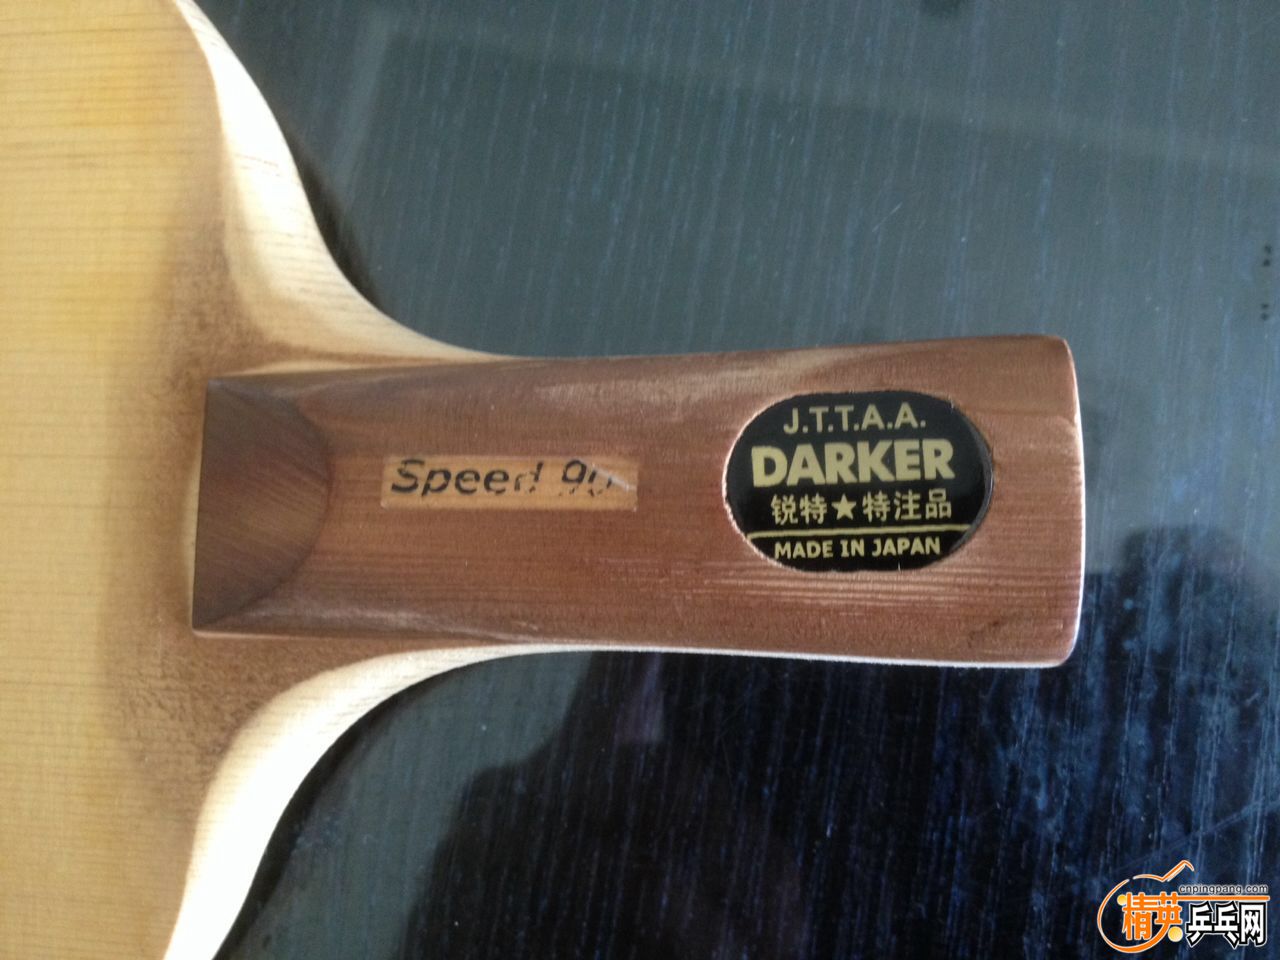 Speed 90
J.T.T.A.A.
DARKER
锐特★特注品
MADE IN JAPAN
cnpingpang.com
精英乒乓网